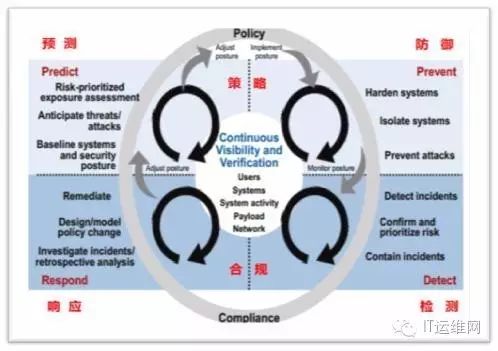 预测
Policy
防御
Adjust
posture
Implement
posture
Predict
Prevent
Risk-prioritized
exposure assessment
Anticipate threats/
attacks
Baseline systems
and security
posture
策略
Harden systems
Isolate systems
Prevent attacks
Continuous
Visibility and
Verification
Users
Systems
System activity
Payload
Network
Adjust posture
Monitor posture
Remediate
Design/model
policy change
Investigate incidents/
retrospective analysis
Detect incidents
Confirm and
prioritize risk
Contain incidents
合规
Respond
Detect
响应
Compliance
检测
IT运维网